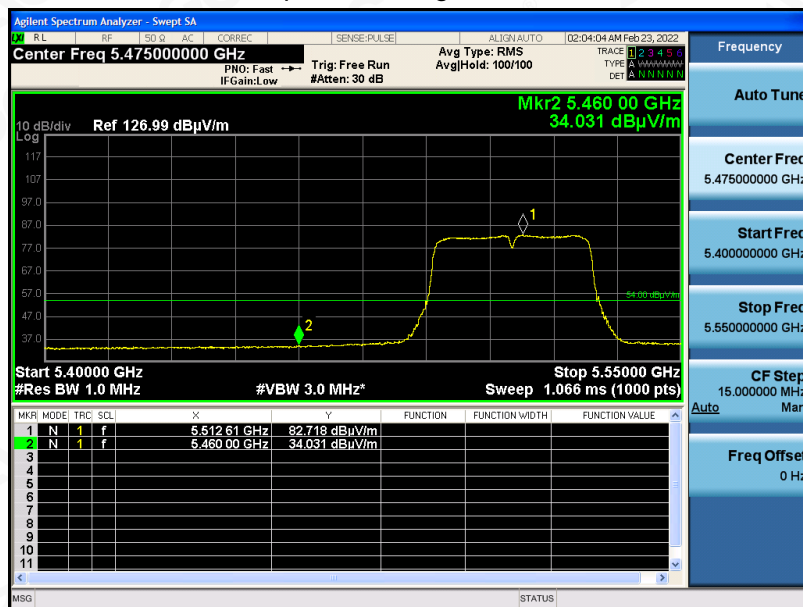 Agilent Spectrum Analyzer - Swept SA
LXI RL RF 50 Ω AC CORREC SENSE:PULSE ALIGN AUTO 02:04:04 AM Feb 23, 2022
Center Freq 5.475000000 GHz
PNO: Fast
IFGain:Low
Trig: Free Run
#Atten: 30 dB
Avg Type: RMS
Avg|Hold: 100/100
TRACE 1 2 3 4 5 6
TYPE A WWWWW
DET A N N N N N
Mkr2 5.460 00 GHz
34.031 dBµV/m
10 dB/div Ref 126.99 dBµV/m
Log
117
107
97.0
87.0
77.0
67.0
57.0
47.0
37.0
1
2
54.00 dBµV/m
Start 5.40000 GHz Stop 5.55000 GHz
#Res BW 1.0 MHz #VBW 3.0 MHz* Sweep 1.066 ms (1000 pts)
MKR MODE TRC SCL X Y FUNCTION FUNCTION WIDTH FUNCTION VALUE
1 N 1 f 5.512 61 GHz 82.718 dBµV/m
2 N 1 f 5.460 00 GHz 34.031 dBµV/m
3
4
5
6
7
8
9
10
11
MSG STATUS
Frequency
Auto Tune
Center Freq
5.475000000 GHz
Start Freq
5.400000000 GHz
Stop Freq
5.550000000 GHz
CF Step
15.000000 MHz
Auto Man
Freq Offset
0 Hz